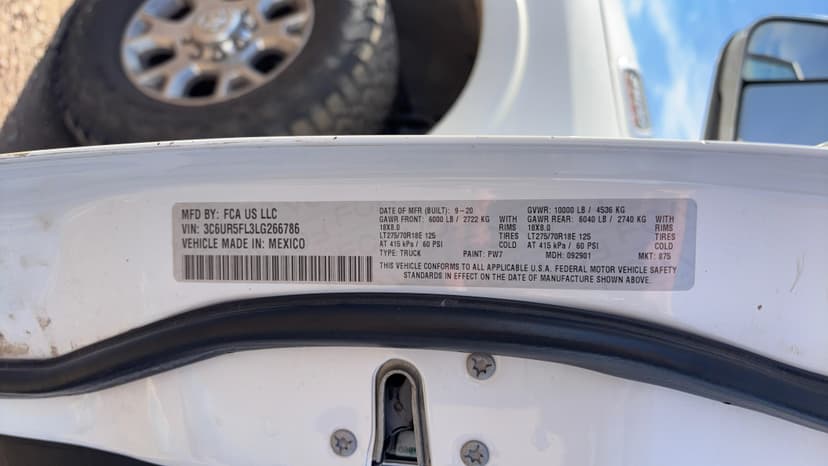 MFD BY: FCA US LLC
VIN: 3C6UR5FL3LG266786
VEHICLE MADE IN: MEXICO
DATE OF MFR (BUILT): 9-20
GAWR FRONT: 6000 LB / 2722 KG WITH
18X8.0 RIMS
LT275/70R18E 125 TIRES
AT 415 kPa / 60 PSI COLD
TYPE: TRUCK PAINT: PW7
GVWR: 10000 LB / 4536 KG
GAWR REAR: 6040 LB / 2740 KG WITH
18X8.0 RIMS
LT275/70R18E 125 TIRES
AT 415 kPa / 60 PSI COLD
MDH: 092901 MKT: 875
THIS VEHICLE CONFORMS TO ALL APPLICABLE U.S.A. FEDERAL MOTOR VEHICLE SAFETY
STANDARDS IN EFFECT ON THE DATE OF MANUFACTURE SHOWN ABOVE.